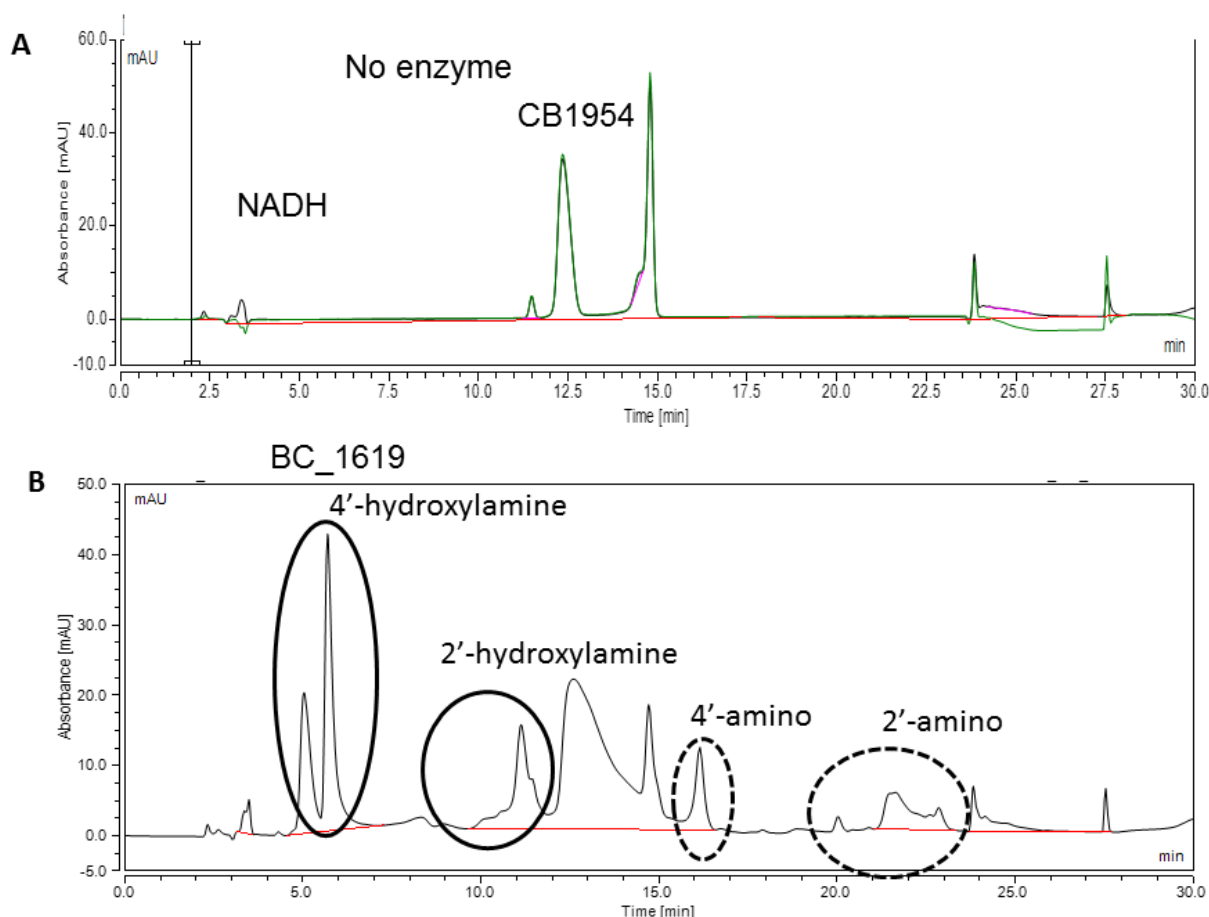 A
60.0
mAU
No enzyme
CB1954
40.0
Absorbance [mAU]
NADH
20.0
0.0
min
-10.0
0.0 2.5 5.0 7.5 10.0 12.5 15.0 17.5 20.0 22.5 25.0 27.5 30.0
Time [min]
BC_1619
B
50.0
mAU
4'-hydroxylamine
40.0
30.0
2'-hydroxylamine
Absorbance [mAU]
20.0
4'-amino
2'-amino
10.0
0.0
min
-5.0
0.0 5.0 10.0 15.0 20.0 25.0 30.0
Time [min]